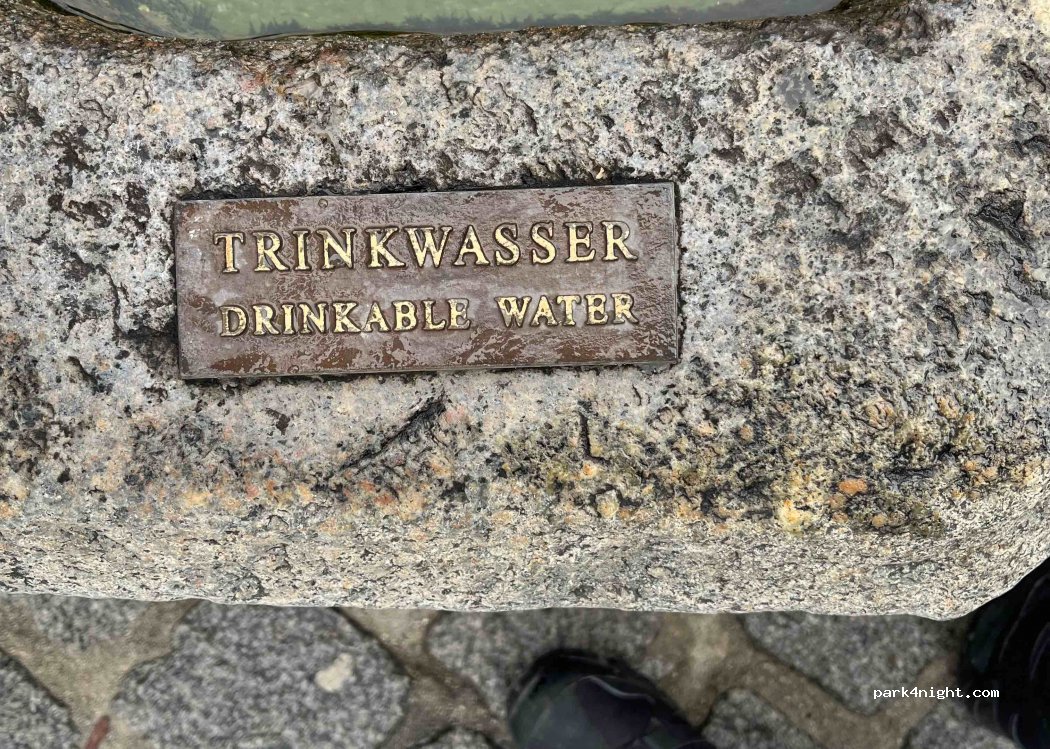 TRINKWASSER
DRINKABLE WATER
park4night.com